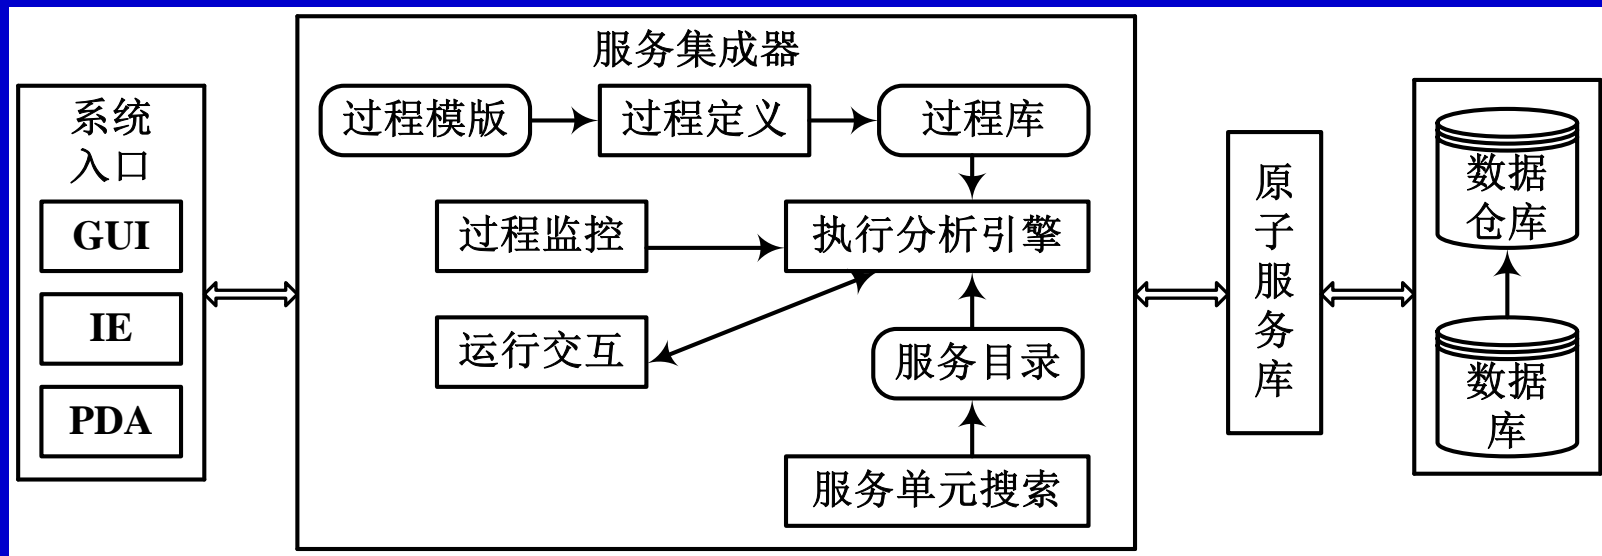 系统
入口
GUI
IE
PDA
服务集成器
过程模版
过程定义
过程库
过程监控
执行分析引擎
运行交互
服务目录
服务单元搜索
原
子
服
务
库
数据
仓库
数据
库